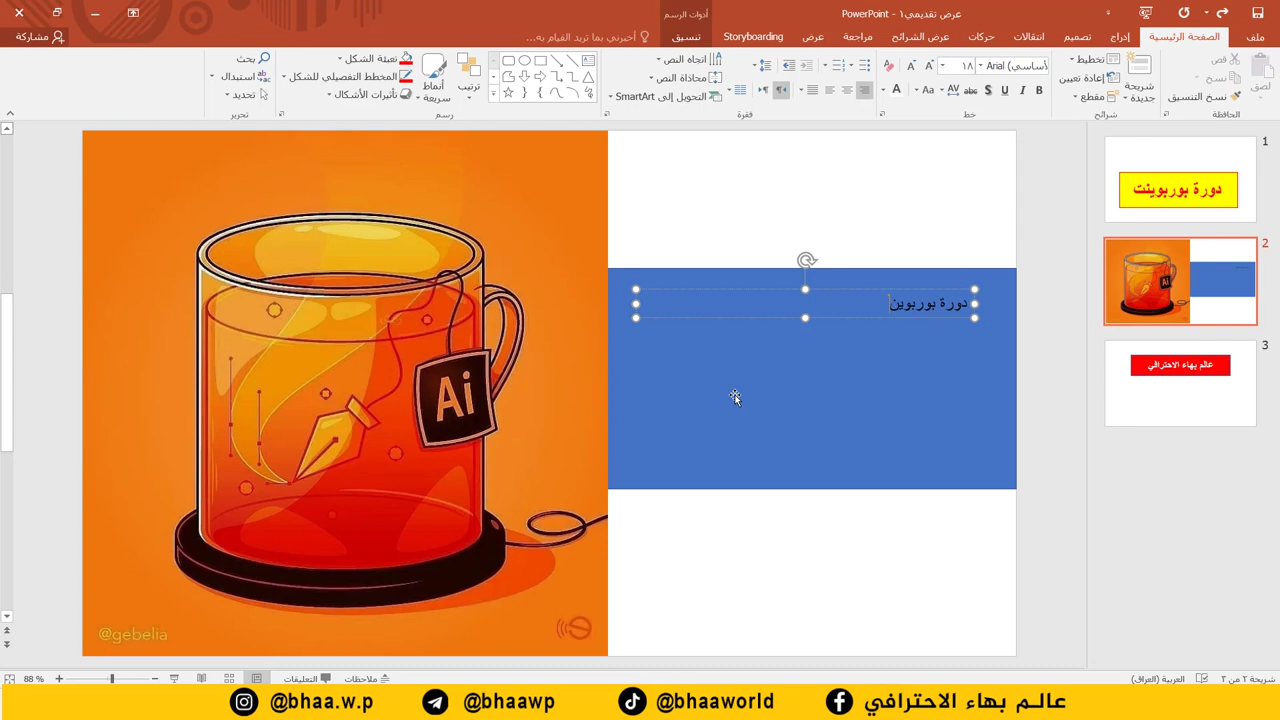 عرض تقديمي١ - PowerPoint
أدوات الرسم
ملف
الصفحة الرئيسية
إدراج
تصميم
انتقالات
حركات
عرض الشرائح
مراجعة
عرض
Storyboarding
تنسيق
أخبرني بما تريد القيام به...
مشاركة
لصق
قص
نسخ
نسخ التنسيق
الحافظة
شريحة
جديدة
تخطيط
إعادة تعيين
مقطع
شرائح
Arial (أساسي)
١٨
خط
اتجاه النص
محاذاة النص
التحويل إلى SmartArt
فقرة
ترتيب
أنماط
سريعة
تعبئة الشكل
المخطط التفصيلي للشكل
تأثيرات الأشكال
رسم
بحث
استبدال
تحديد
تحرير
1
دورة بوربوينت
2
3
عالم بهاء الاحترافي
دورة بوربوين
Ai
@gebelia
شريحة ٢ من ٣
العربية (العراق)
ملاحظات
التعليقات
88 %
@bhaa.w.p
@bhaawp
@bhaaworld
عالم بهاء الاحترافي